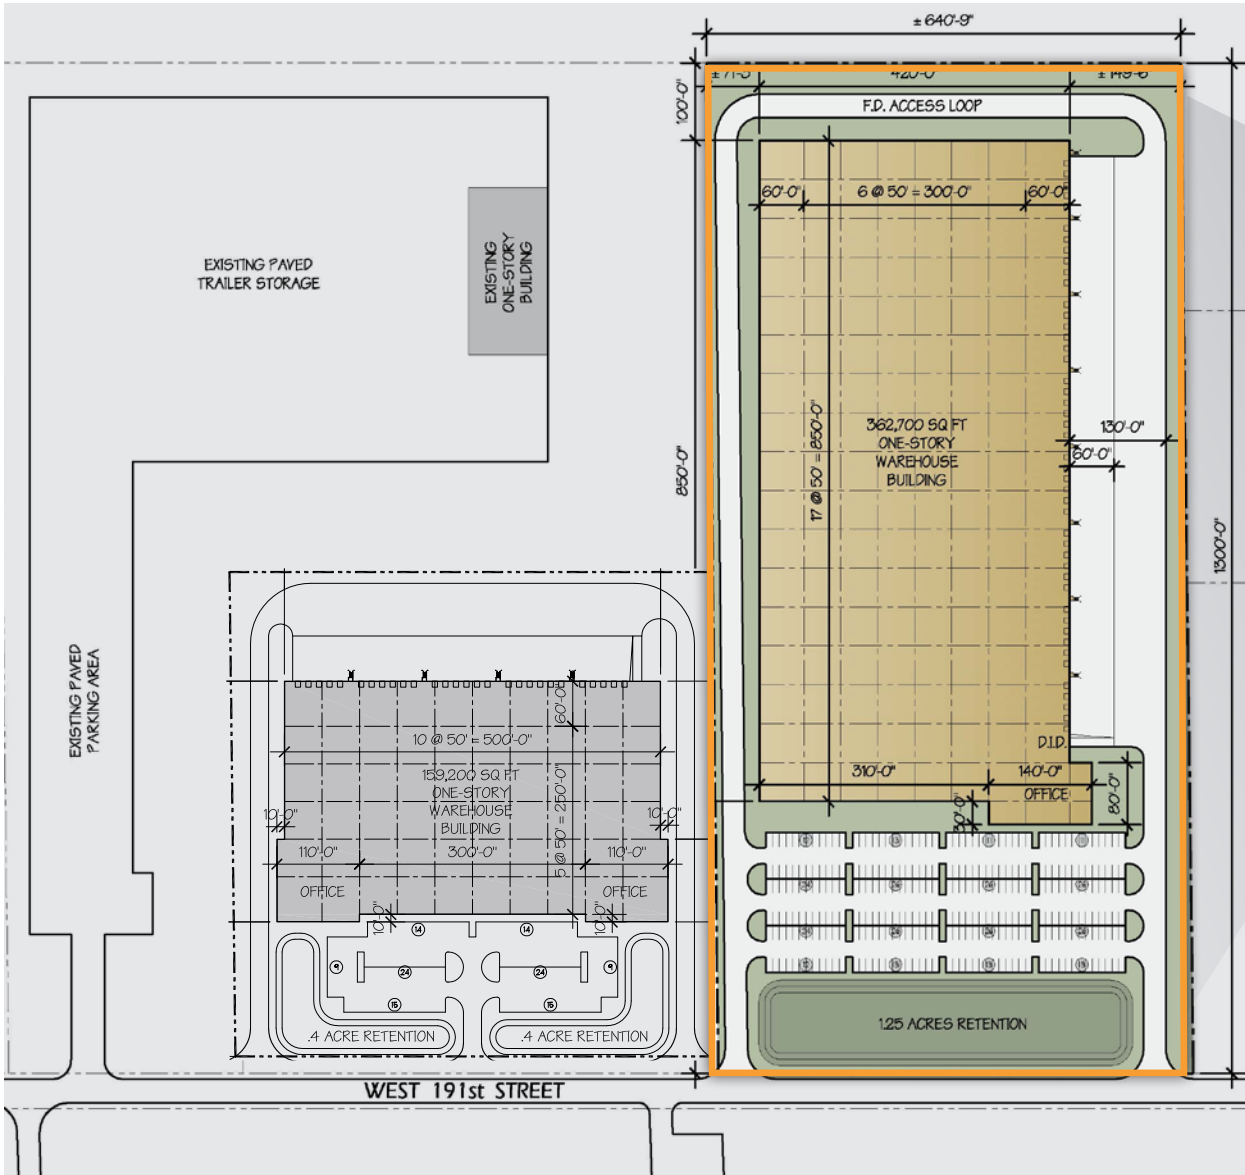 ± 640'-9"
± 71'-3"
420'-0"
± 149'-6"
100'-0"
F.D. ACCESS LOOP
60'-0"
6 @ 50' = 300'-0"
60'-0"
EXISTING PAVED
TRAILER STORAGE
EXISTING
ONE-STORY
BUILDING
17 @ 50' = 850'-0"
362,700 SQ FT
ONE-STORY
WAREHOUSE
BUILDING
130'-0"
60'-0"
850'-0"
1300'-0"
EXISTING PAVED
PARKING AREA
60'-0"
10 @ 50' = 500'-0"
159,200 SQ FT
ONE-STORY
WAREHOUSE
BUILDING
5 @ 50' = 250'-0"
10'-0"
10'-0"
110'-0"
300'-0"
110'-0"
OFFICE
OFFICE
10'-0"
10'-0"
14
14
9
24
24
9
15
15
.4 ACRE RETENTION
.4 ACRE RETENTION
D.I.D.
310'-0"
140'-0"
OFFICE
30'-0"
80'-0"
1.25 ACRES RETENTION
WEST 191st STREET